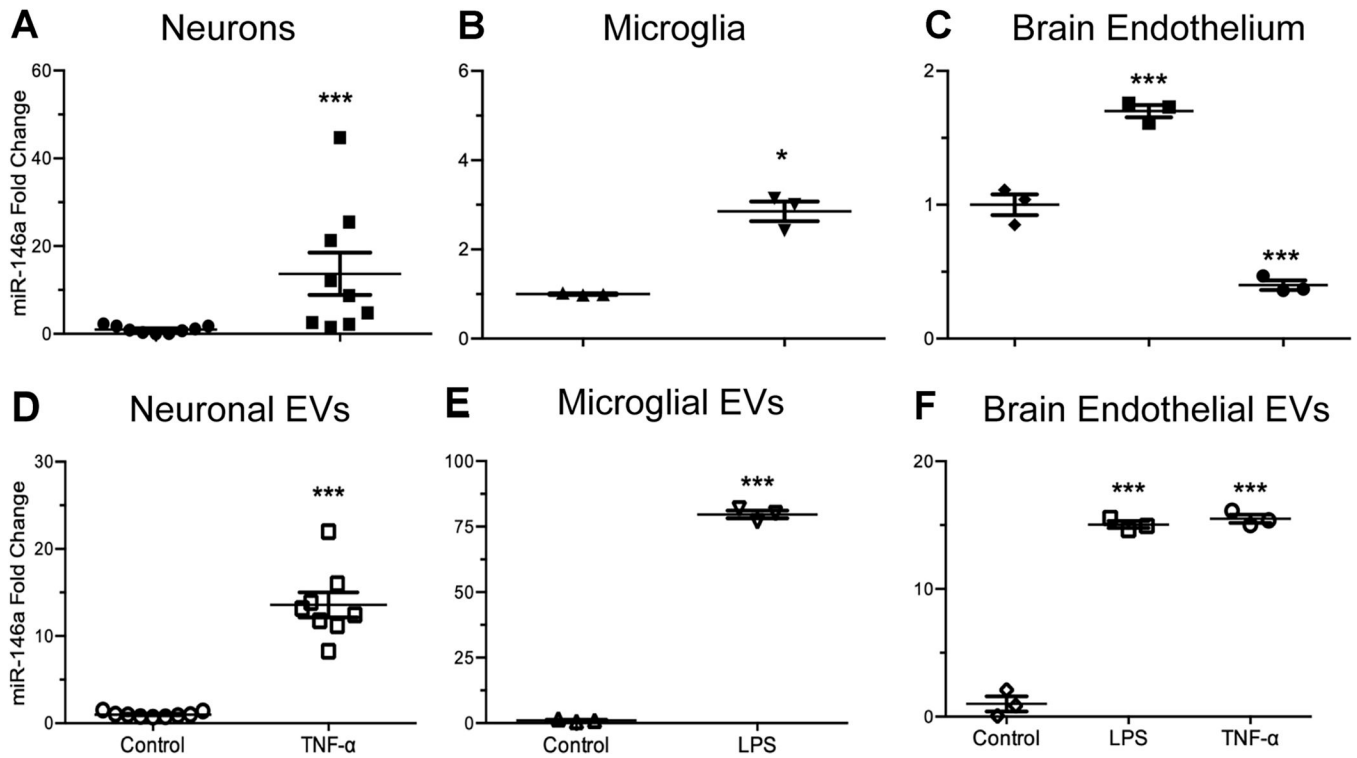 A Neurons
B Microglia
C Brain Endothelium
miR-146a Fold Change
60
40
20
0
***
6
4
2
0
*
2
1
0
***
***
D Neuronal EVs
E Microglial EVs
F Brain Endothelial EVs
miR-146a Fold Change
30
20
10
0
***
Control TNF-α
100
75
50
25
0
***
Control LPS
20
10
0
*** ***
Control LPS TNF-α